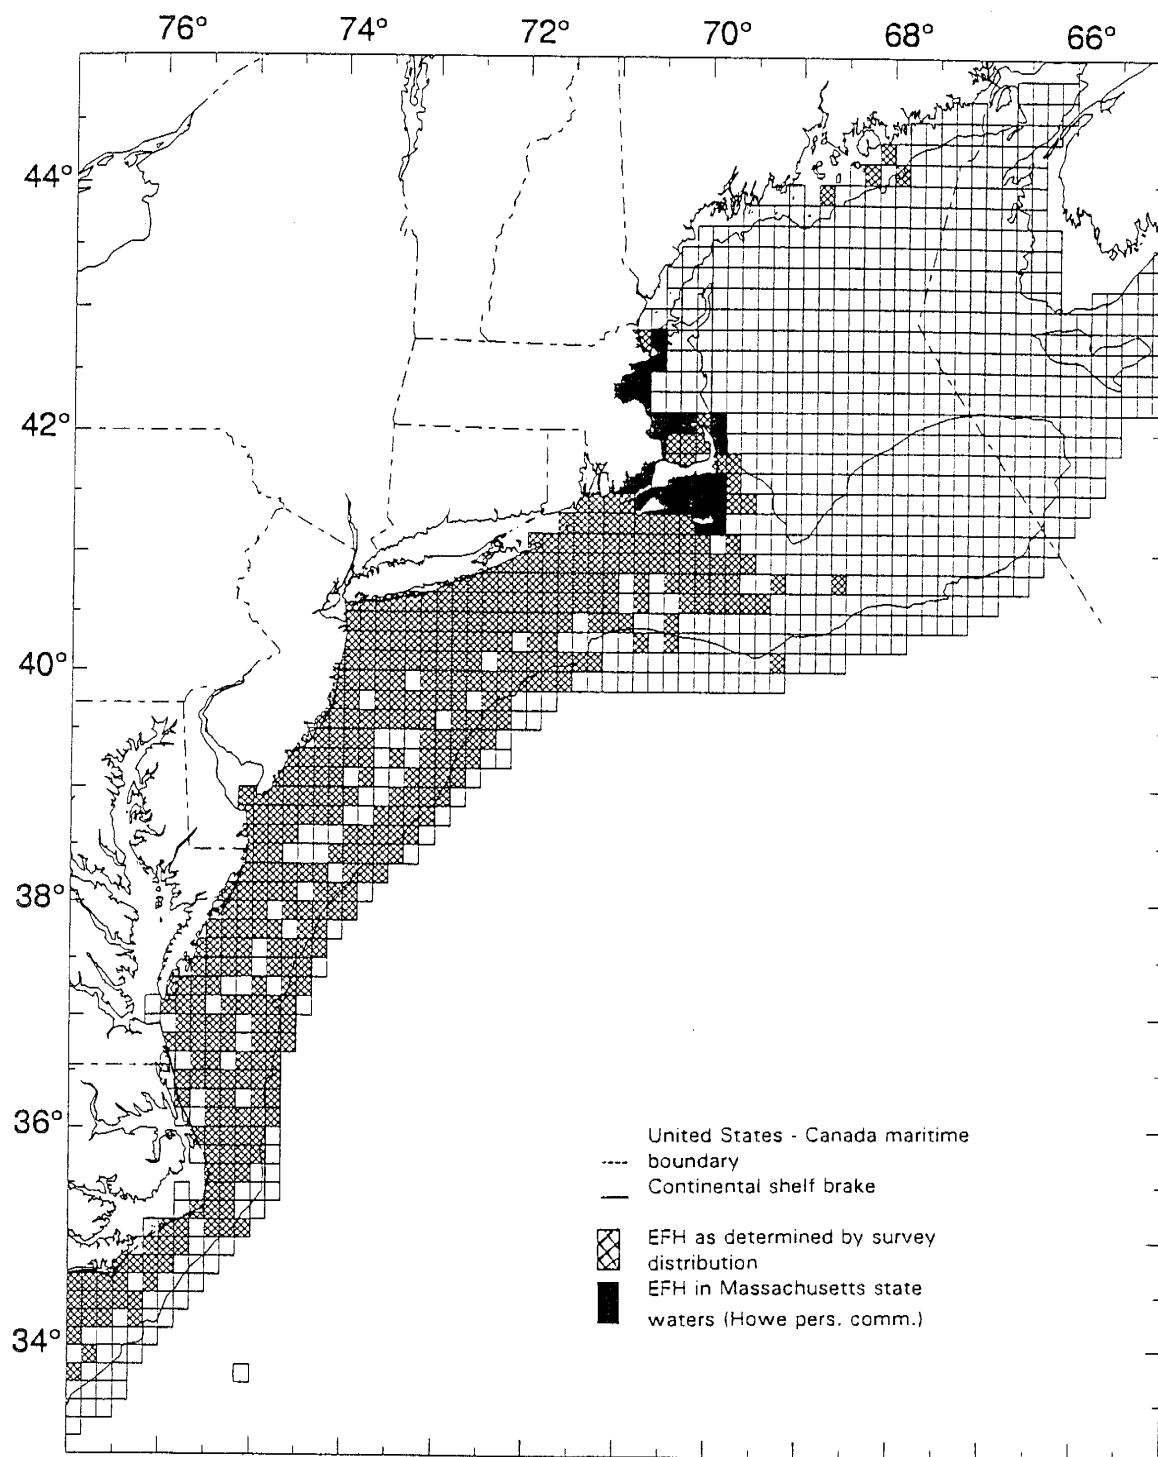 76° 74° 72° 70° 68° 66°
44°
42°
40°
38°
36°
34°
United States - Canada maritime
boundary
Continental shelf brake
EFH as determined by survey
distribution
EFH in Massachusetts state
waters (Howe pers. comm.)